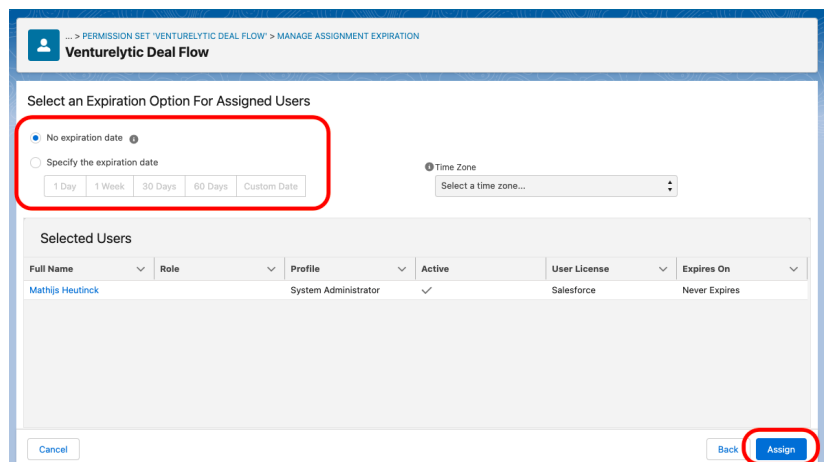 ... > PERMISSION SET 'VENTURELYTIC DEAL FLOW' > MANAGE ASSIGNMENT EXPIRATION
Venturelytic Deal Flow
Select an Expiration Option For Assigned Users
No expiration date
Specify the expiration date
1 Day 1 Week 30 Days 60 Days Custom Date
Time Zone
Select a time zone...
Selected Users
Full Name Role Profile Active User License Expires On
Mathijs Heutinck System Administrator Salesforce Never Expires
Cancel Back Assign